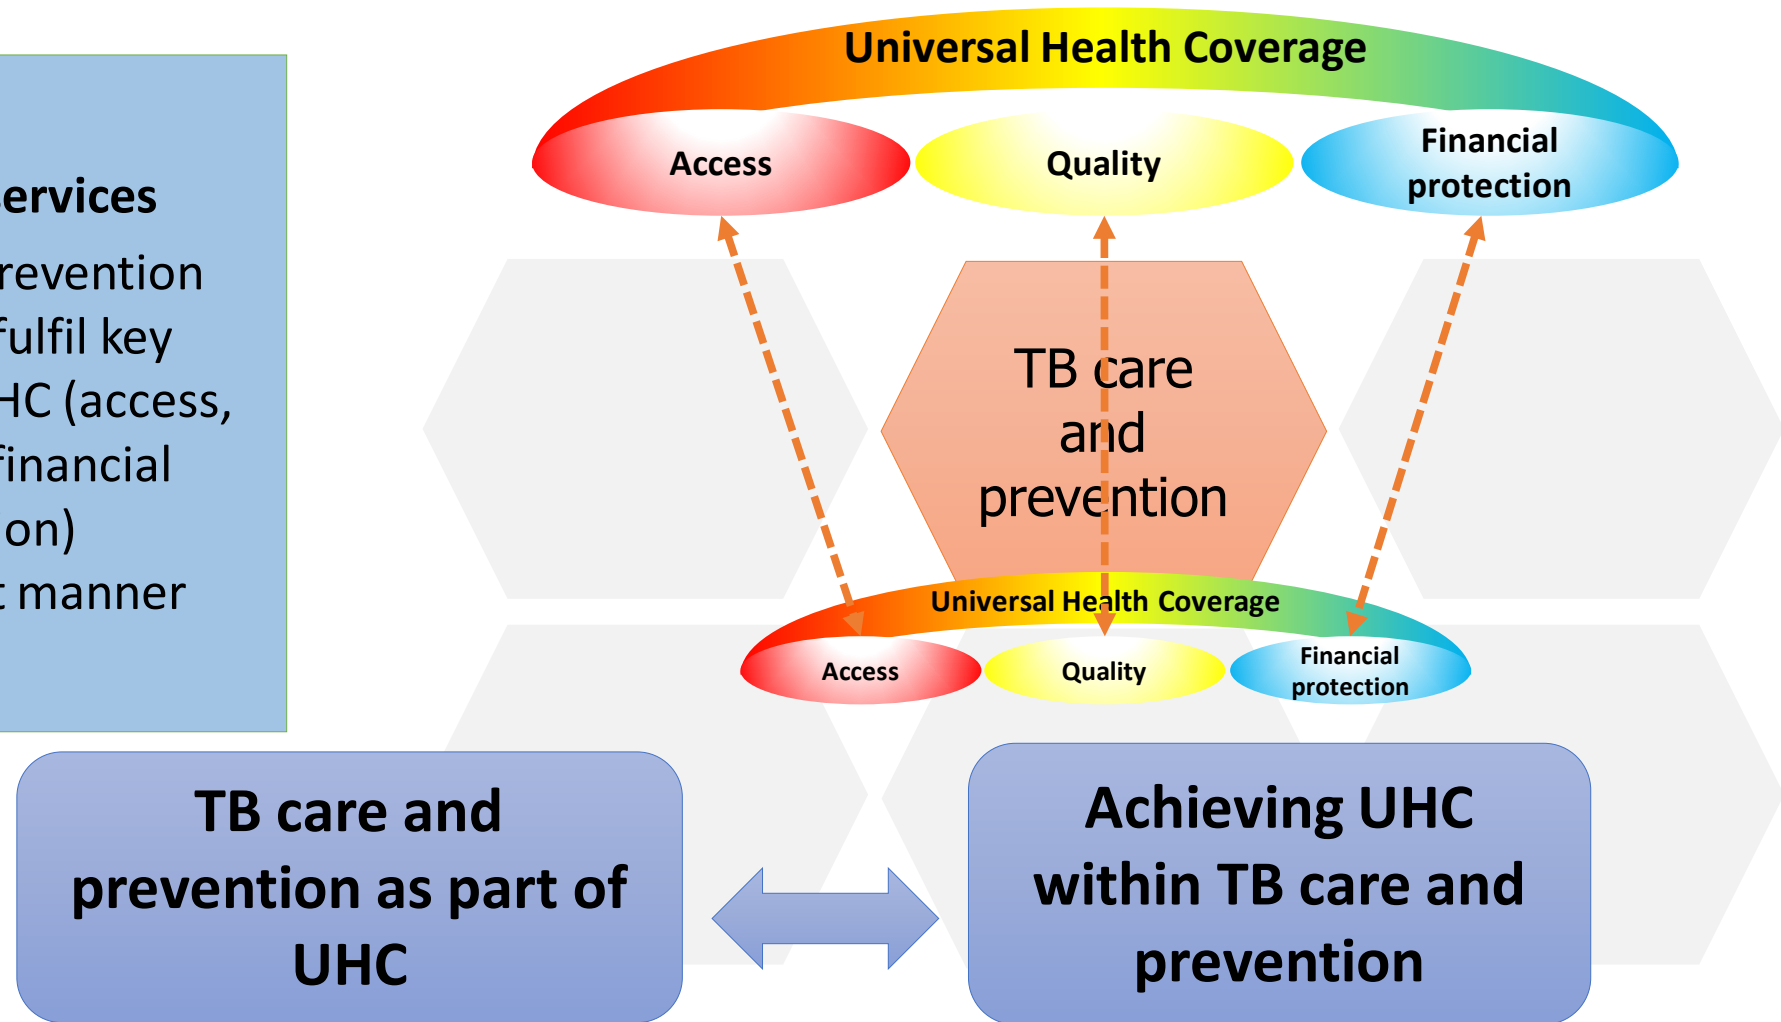 services
revention
fulfil key
HC (access,
financial
on)
t manner
Universal Health Coverage
Access
Quality
Financial
protection
TB care
and
prevention
Universal Health Coverage
Access
Quality
Financial
protection
TB care and
prevention as part of
UHC
Achieving UHC
within TB care and
prevention